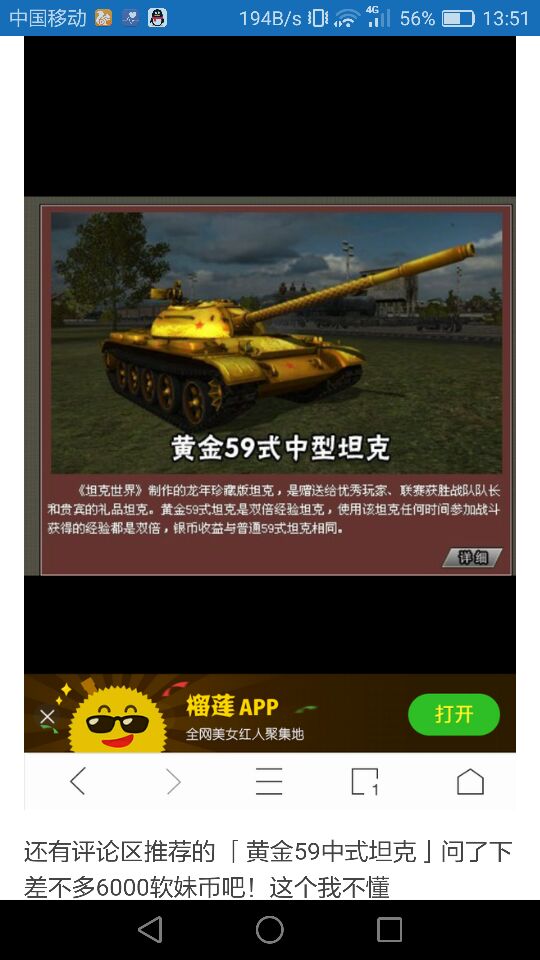 中国移动 194B/s 4G 56% 13:51
黄金59式中型坦克
《坦克世界》制作的龙年珍藏版坦克，是赠送给优秀玩家、联赛获胜战队队长
和贵宾的礼品坦克。黄金59式坦克是双倍经验坦克，使用该坦克任何时间参加战斗
获得的经验都是双倍，银币收益与普通59式坦克相同。
详细
榴莲 APP
全网美女红人聚集地
打开
1
还有评论区推荐的「黄金59中式坦克」问了下
差不多6000软妹币吧！这个我不懂